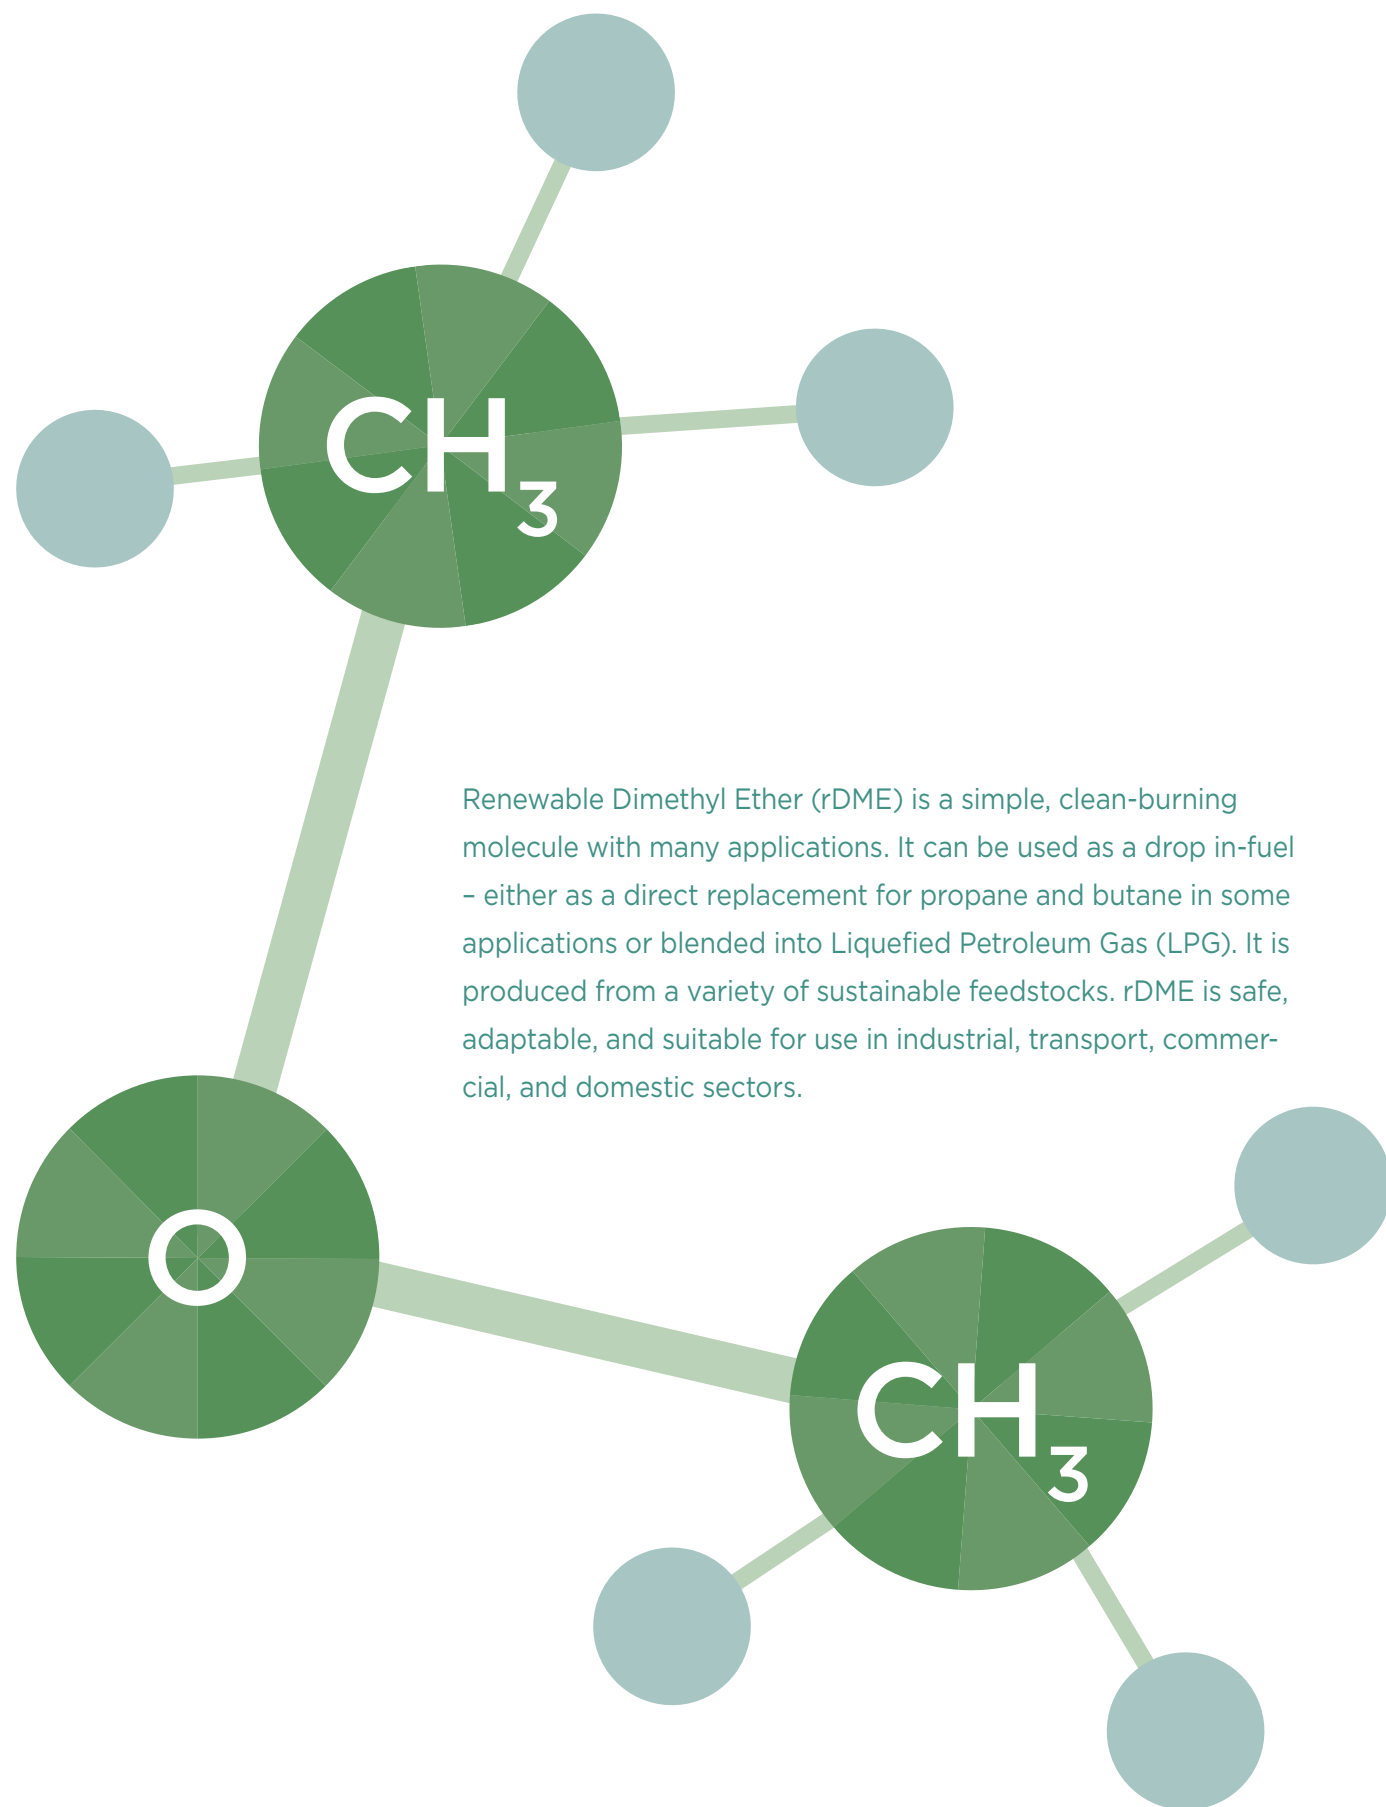 CH3
Renewable Dimethyl Ether (rDME) is a simple, clean-burning
molecule with many applications. It can be used as a drop in-fuel
– either as a direct replacement for propane and butane in some
applications or blended into Liquefied Petroleum Gas (LPG). It is
produced from a variety of sustainable feedstocks. rDME is safe,
adaptable, and suitable for use in industrial, transport, commer-
cial, and domestic sectors.
O
CH3